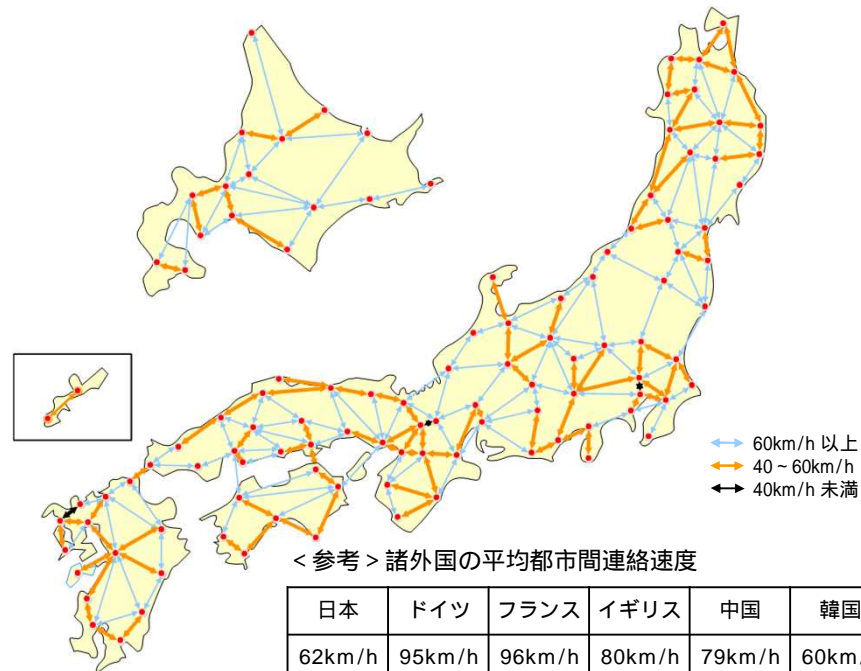 60km/h 以上
40～60km/h
40km/h 未満
＜参考＞諸外国の平均都市間連絡速度
日本 ドイツ フランス イギリス 中国 韓国
62km/h 95km/h 96km/h 80km/h 79km/h 60km/